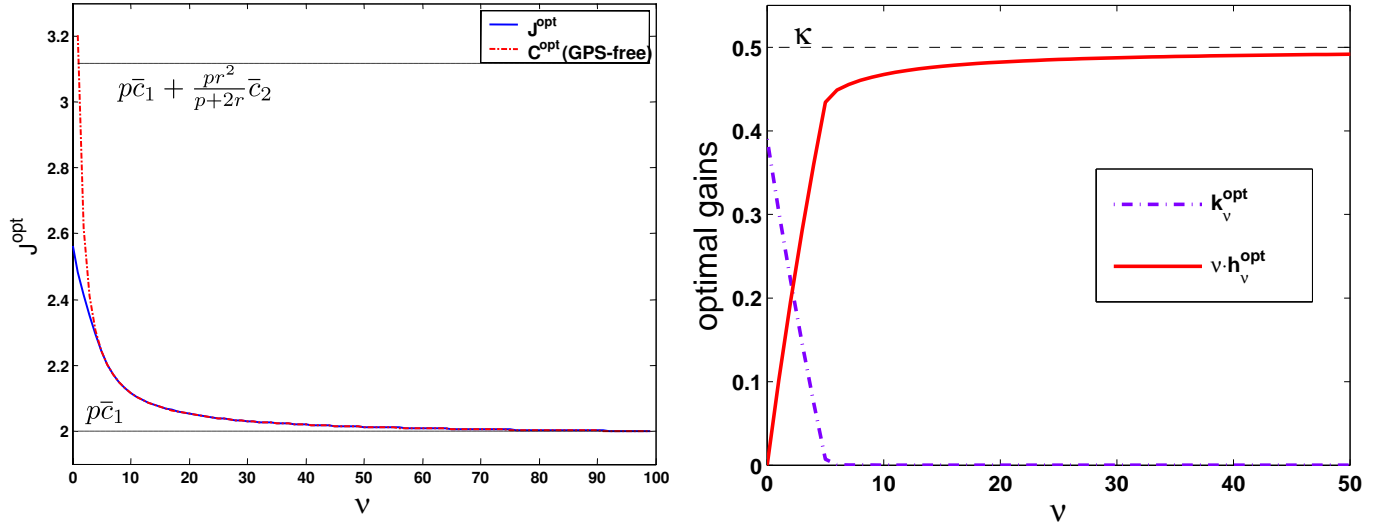 J^opt
C^opt (GPS-free)
3.2
3
2.8
2.6
2.4
2.2
2
p c̄₁ + \frac{pr²}{p+2r} c̄₂
p c̄₁
J^opt
0 10 20 30 40 50 60 70 80 90 100
ν
κ
0.5
0.4
0.3
0.2
0.1
0
optimal gains
k_ν^opt
ν·h_ν^opt
0 10 20 30 40 50
ν